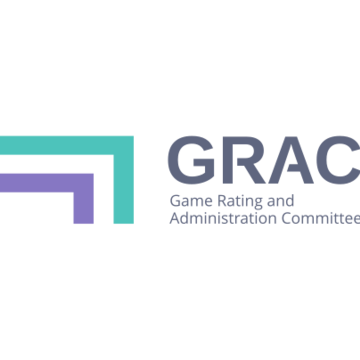 GRAC
Game Rating and
Administration Committee